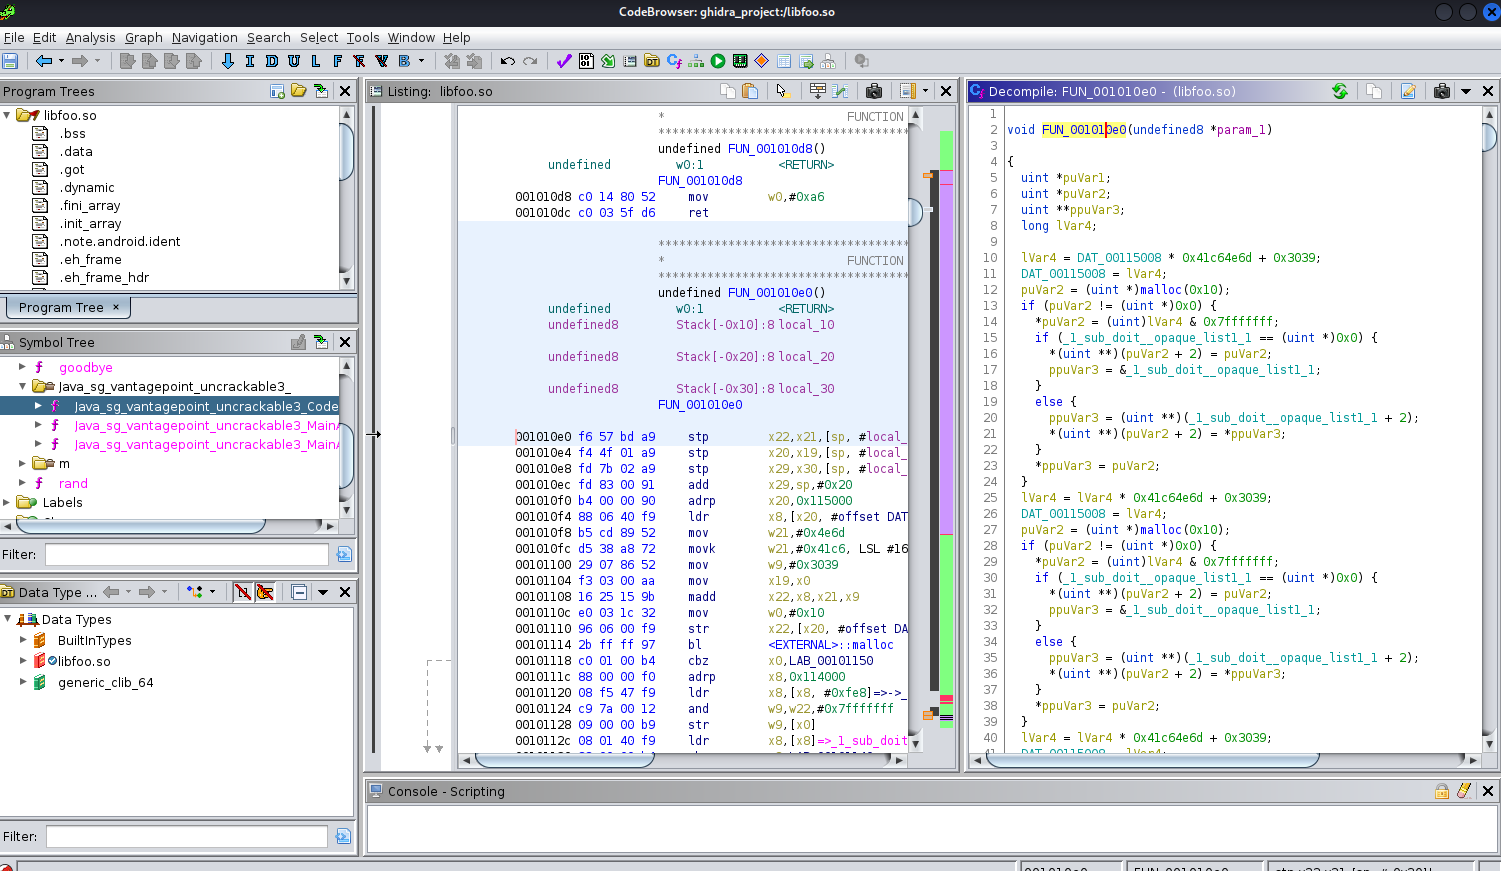 CodeBrowser: ghidra_project:/libfoo.so
File Edit Analysis Graph Navigation Search Select Tools Window Help
I D U L F B
Program Trees
libfoo.so
.bss
.data
.got
.dynamic
.fini_array
.init_array
.note.android.ident
.eh_frame
.eh_frame_hdr
Program Tree ×
Symbol Tree
f goodbye
Java_sg_vantagepoint_uncrackable3_
f Java_sg_vantagepoint_uncrackable3_Code
f Java_sg_vantagepoint_uncrackable3_MainA
f Java_sg_vantagepoint_uncrackable3_MainA
m
f rand
Labels
Filter:
Data Type ...
Data Types
BuiltInTypes
libfoo.so
generic_clib_64
Filter:
Listing: libfoo.so
* FUNCTION
************************************
undefined FUN_001010d8()
undefined w0:1 <RETURN>
FUN_001010d8
001010d8 c0 14 80 52 mov w0,#0xa6
001010dc c0 03 5f d6 ret
************************************
* FUNCTION
************************************
undefined FUN_001010e0()
undefined w0:1 <RETURN>
undefined8 Stack[-0x10]:8 local_10
undefined8 Stack[-0x20]:8 local_20
undefined8 Stack[-0x30]:8 local_30
FUN_001010e0
001010e0 f6 57 bd a9 stp x22,x21,[sp, #local_
001010e4 f4 4f 01 a9 stp x20,x19,[sp, #local_
001010e8 fd 7b 02 a9 stp x29,x30,[sp, #local_
001010ec fd 83 00 91 add x29,sp,#0x20
001010f0 b4 00 00 90 adrp x20,0x115000
001010f4 88 06 40 f9 ldr x8,[x20, #offset DAT
001010f8 b5 cd 89 52 mov w21,#0x4e6d
001010fc d5 38 a8 72 movk w21,#0x41c6, LSL #16
00101100 29 07 86 52 mov w9,#0x3039
00101104 f3 03 00 aa mov x19,x0
00101108 16 25 15 9b madd x22,x8,x21,x9
0010110c e0 03 1c 32 mov w0,#0x10
00101110 96 06 00 f9 str x22,[x20, #offset DA
00101114 2b ff ff 97 bl <EXTERNAL>::malloc
00101118 c0 01 00 b4 cbz x0,LAB_00101150
0010111c 88 00 00 f0 adrp x8,0x114000
00101120 08 f5 47 f9 ldr x8,[x8, #0xfe8]=>->_
00101124 c9 7a 00 12 and w9,w22,#0x7fffffff
00101128 09 00 00 b9 str w9,[x0]
0010112c 08 01 40 f9 ldr x8,[x8]=>_1_sub_doit
Decompile: FUN_001010e0 - (libfoo.so)
1
2 void FUN_001010e0(undefined8 *param_1)
3
4 {
5 uint *puVar1;
6 uint *puVar2;
7 uint **ppuVar3;
8 long lVar4;
9
10 lVar4 = DAT_00115008 * 0x41c64e6d + 0x3039;
11 DAT_00115008 = lVar4;
12 puVar2 = (uint *)malloc(0x10);
13 if (puVar2 != (uint *)0x0) {
14 *puVar2 = (uint)lVar4 & 0x7fffffff;
15 if (_1_sub_doit__opaque_list1_1 == (uint *)0x0) {
16 *(uint **)(puVar2 + 2) = puVar2;
17 ppuVar3 = &_1_sub_doit__opaque_list1_1;
18 }
19 else {
20 ppuVar3 = (uint **)(_1_sub_doit__opaque_list1_1 + 2);
21 *(uint **)(puVar2 + 2) = *ppuVar3;
22 }
23 *ppuVar3 = puVar2;
24 }
25 lVar4 = lVar4 * 0x41c64e6d + 0x3039;
26 DAT_00115008 = lVar4;
27 puVar2 = (uint *)malloc(0x10);
28 if (puVar2 != (uint *)0x0) {
29 *puVar2 = (uint)lVar4 & 0x7fffffff;
30 if (_1_sub_doit__opaque_list1_1 == (uint *)0x0) {
31 *(uint **)(puVar2 + 2) = puVar2;
32 ppuVar3 = &_1_sub_doit__opaque_list1_1;
33 }
34 else {
35 ppuVar3 = (uint **)(_1_sub_doit__opaque_list1_1 + 2);
36 *(uint **)(puVar2 + 2) = *ppuVar3;
37 }
38 *ppuVar3 = puVar2;
39 }
40 lVar4 = lVar4 * 0x41c64e6d + 0x3039;
41 DAT_00115008 = lVar4;
Console - Scripting
001010e0 FUN_001010e0